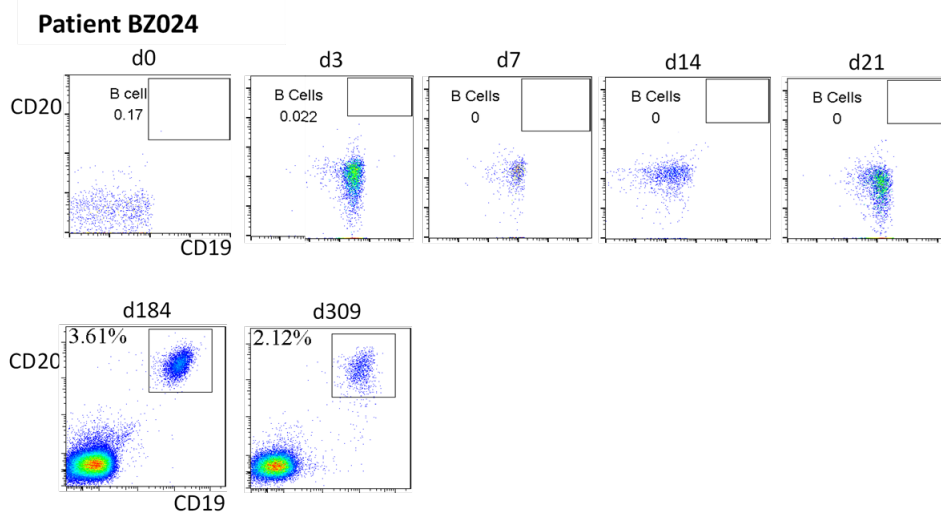 Patient BZ024
d0
d3
d7
d14
d21
CD20
B cell
0.17
B Cells
0.022
B Cells
0
B Cells
0
B Cells
0
CD19
d184
d309
CD20
3.61%
2.12%
CD19